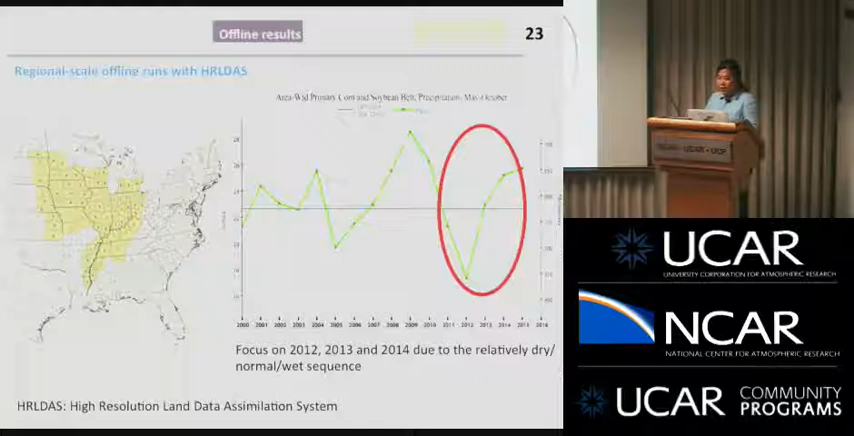 Offline results
23
Regional-scale offling runs with HRLDAS
Area-Wid Primary Corn and Soybean Belt, Precipitation, May-October
2000 2001 2002 2003 2004 2005 2006 2007 2008 2009 2010 2011 2012 2013 2014 2015 2016
Focus on 2012, 2013 and 2014 due to the relatively dry/
normal/wet sequence
HRLDAS: High Resolution Land Data Assimilation System
UCAR
UNIVERSITY CORPORATION FOR ATMOSPHERIC RESEARCH
NCAR
NATIONAL CENTER FOR ATMOSPHERIC RESEARCH
UCAR COMMUNITY
PROGRAMS